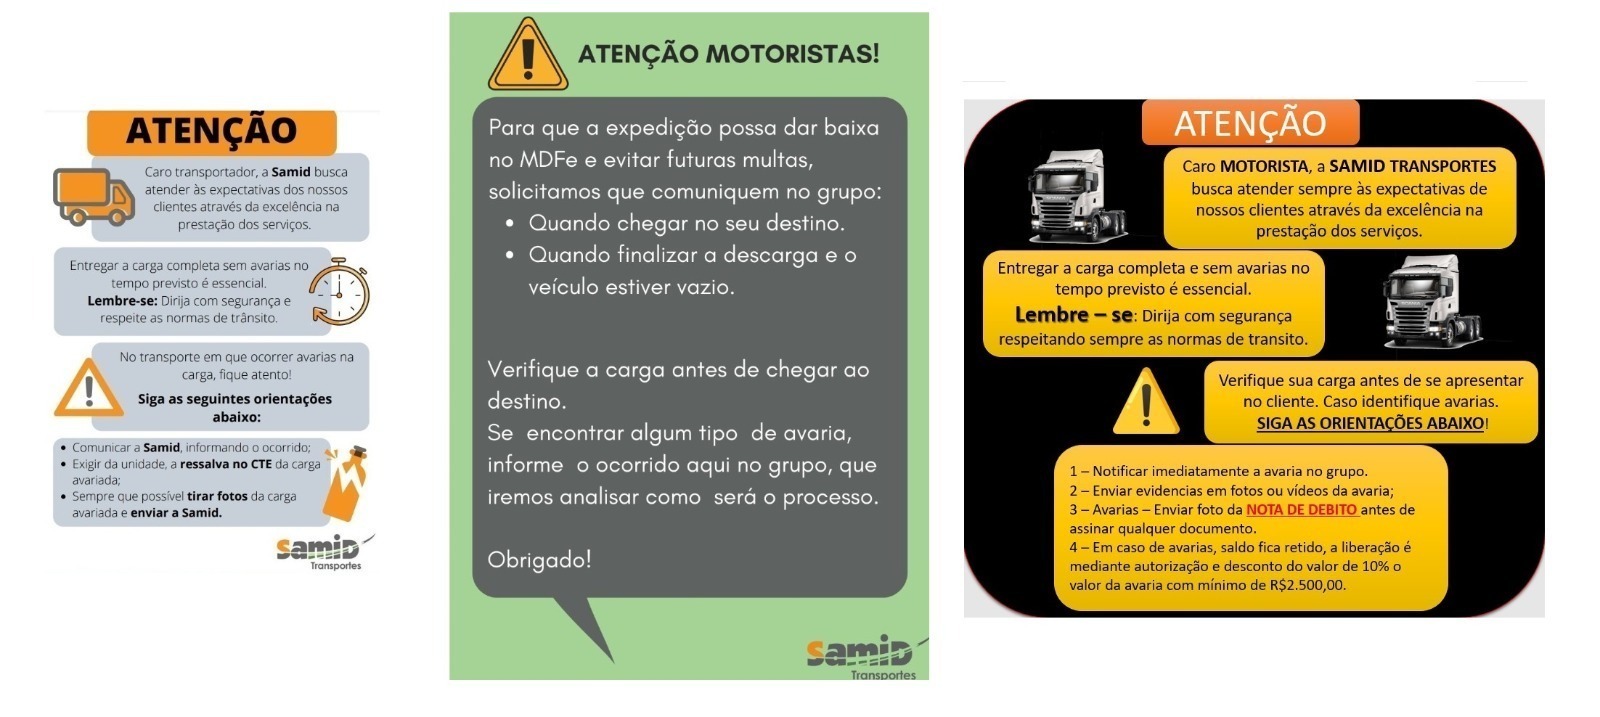 ATENÇÃO
Caro transportador, a Samid busca
atender às expectativas dos nossos
clientes através da excelência na
prestação dos serviços.
Entregar a carga completa sem avarias no
tempo previsto é essencial.
Lembre-se: Dirija com segurança e
respeite as normas de trânsito.
No transporte em que ocorrer avarias na
carga, fique atento!
Siga as seguintes orientações
abaixo:
• Comunicar a Samid, informando o ocorrido;
• Exigir da unidade, a ressalva no CTE da carga
avariada;
• Sempre que possível tirar fotos da carga
avariada e enviar a Samid.
SamiD
Transportes
ATENÇÃO MOTORISTAS!
Para que a expedição possa dar baixa
no MDFe e evitar futuras multas,
solicitamos que comuniquem no grupo:
• Quando chegar no seu destino.
• Quando finalizar a descarga e o
veículo estiver vazio.
Verifique a carga antes de chegar ao
destino.
Se encontrar algum tipo de avaria,
informe o ocorrido aqui no grupo, que
iremos analisar como será o processo.
Obrigado!
SamiD
Transportes
ATENÇÃO
Caro MOTORISTA, a SAMID TRANSPORTES
busca atender sempre às expectativas de
nossos clientes através da excelência na
prestação dos serviços.
Entregar a carga completa e sem avarias no
tempo previsto é essencial.
Lembre – se: Dirija com segurança
respeitando sempre as normas de transito.
Verifique sua carga antes de se apresentar
no cliente. Caso identifique avarias.
SIGA AS ORIENTAÇÕES ABAIXO!
1 – Notificar imediatamente a avaria no grupo.
2 – Enviar evidencias em fotos ou vídeos da avaria;
3 – Avarias – Enviar foto da NOTA DE DEBITO antes de
assinar qualquer documento.
4 – Em caso de avarias, saldo fica retido, a liberação é
mediante autorização e desconto do valor de 10% o
valor da avaria com mínimo de R$2.500,00.